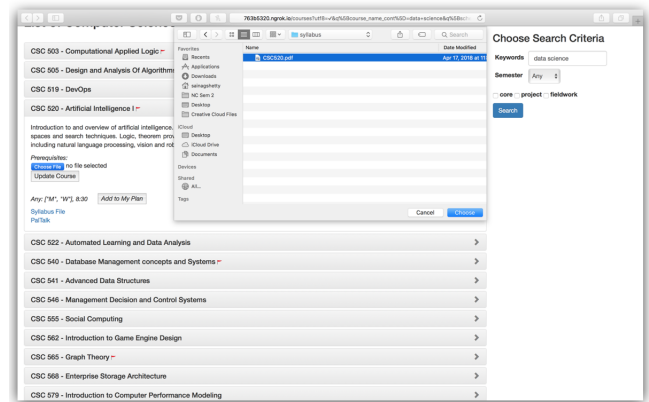 763b5320.ngrok.io/courses?utf8=√&q%5Bcourse_name_cont%5D=data+science&q%5Bsch
CSC 503 - Computational Applied Logic
CSC 505 - Design and Analysis Of Algorithms
CSC 519 - DevOps
CSC 520 - Artificial Intelligence I
Introduction to and overview of artificial intelligence.
spaces and search techniques. Logic, theorem
including natural language processing, vision and
Prerequisites:
Choose File no file selected
Update Course
Any: ["M", "W"], 8:30 Add to My Plan
Syllabus File
PalTalk
CSC 522 - Automated Learning and Data Analysis
CSC 540 - Database Management concepts and Systems
CSC 541 - Advanced Data Structures
CSC 546 - Management Decision and Control Systems
CSC 555 - Social Computing
CSC 562 - Introduction to Game Engine Design
CSC 565 - Graph Theory
CSC 568 - Enterprise Storage Architecture
CSC 579 - Introduction to Computer Performance Modeling
syllabus
Search
Favorites
Recents
Applications
Downloads
sainagshetty
NC Sem 2
Desktop
Creative Cloud Files
iCloud
Desktop
iCloud Drive
Documents
Devices
Shared
All...
Tags
Name Date Modified
CSC520.pdf Apr 17, 2018 at 11
Cancel Choose
Choose Search Criteria
Keywords data science
Semester Any
core project fieldwork
Search